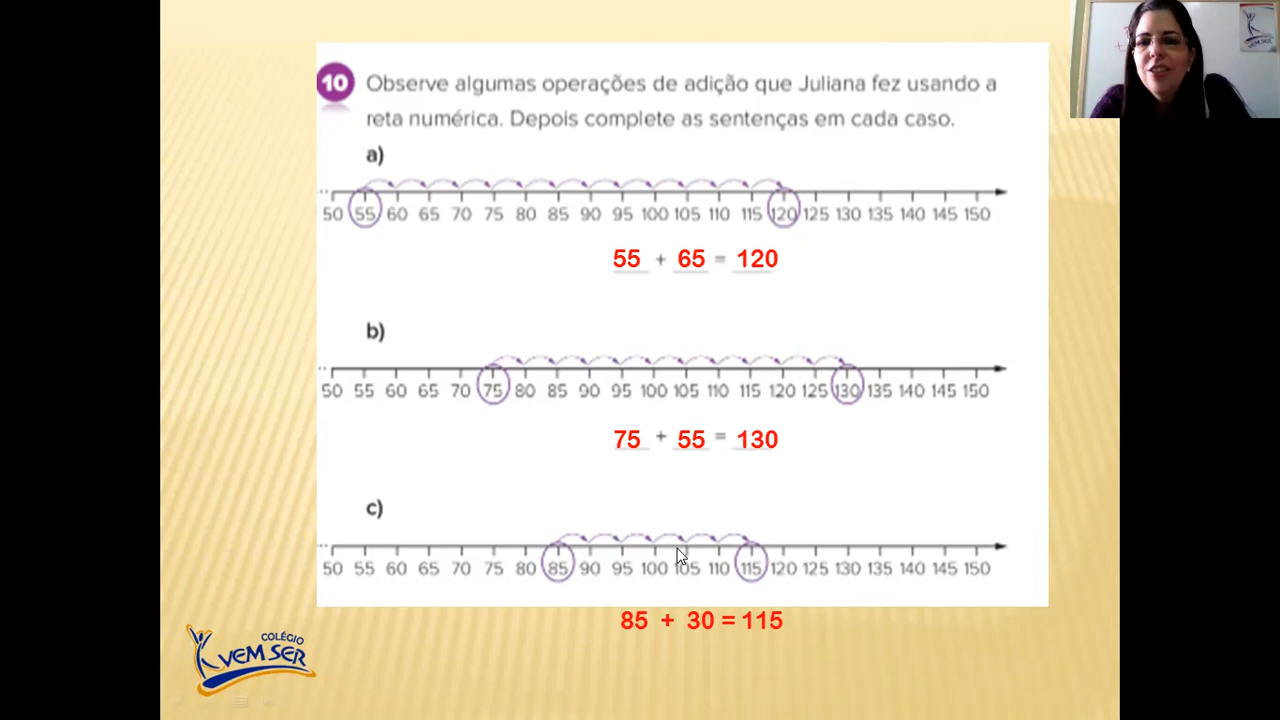 10 Observe algumas operações de adição que Juliana fez usando a
reta numérica. Depois complete as sentenças em cada caso.
a)
50 55 60 65 70 75 80 85 90 95 100 105 110 115 120 125 130 135 140 145 150
55 + 65 = 120
b)
50 55 60 65 70 75 80 85 90 95 100 105 110 115 120 125 130 135 140 145 150
75 + 55 = 130
c)
50 55 60 65 70 75 80 85 90 95 100 105 110 115 120 125 130 135 140 145 150
85 + 30 = 115
COLÉGIO
VEM SER
VEM SER